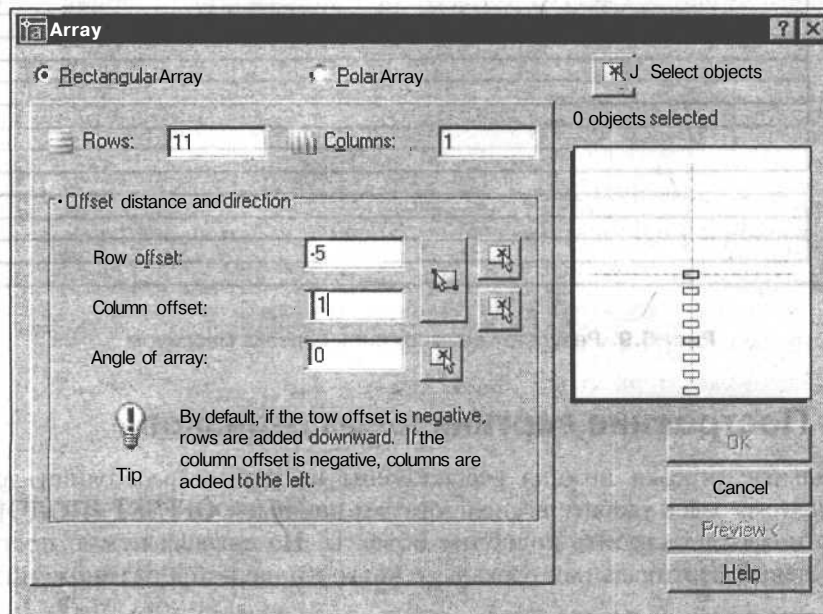 Array
Rectangular Array
Polar Array
J Select objects
0 objects selected
Rows: 11
Columns: 1
Offset distance and direction
Row offset: -5
Column offset: 1
Angle of array: 0
Tip
By default, if the tow offset is negative,
rows are added downward. If the
column offset is negative, columns are
added to the left.
OK
Cancel
Preview <
Help